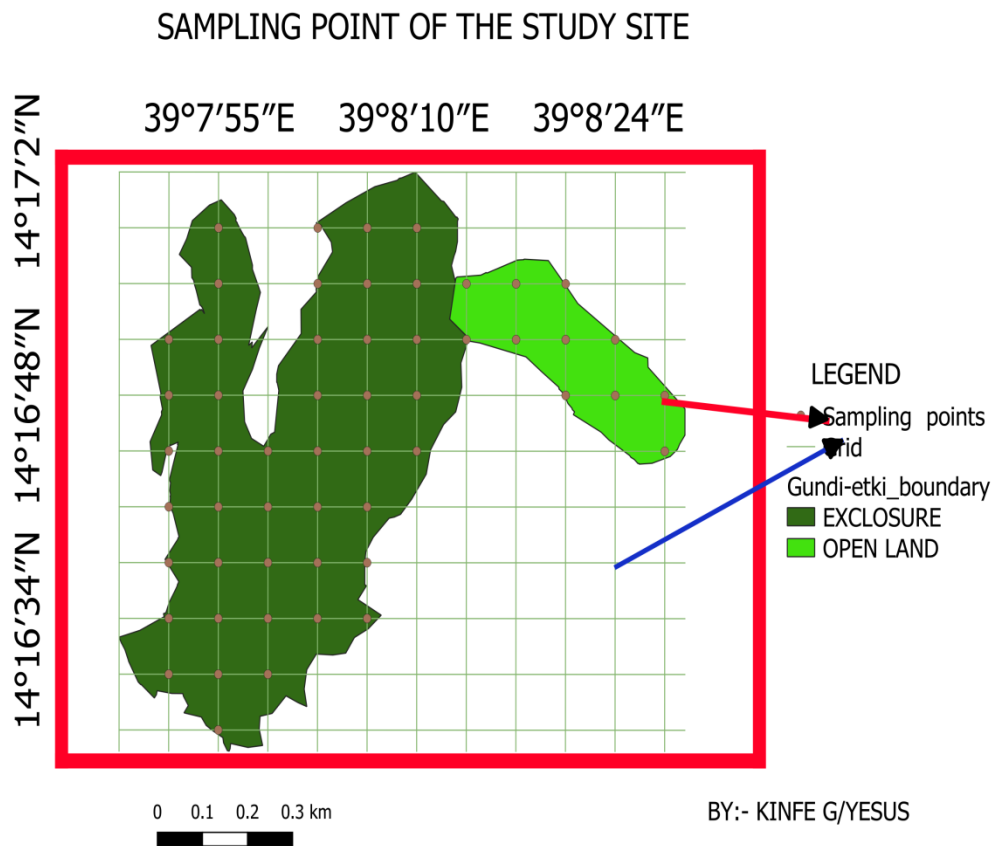 SAMPLING POINT OF THE STUDY SITE
39°7′55″E 39°8′10″E 39°8′24″E
14°17′2″N
14°16′48″N
14°16′34″N
LEGEND
Sampling points
Grid
Gundi-etki_boundary
EXCLOSURE
OPEN LAND
0 0.1 0.2 0.3 km
BY:- KINFE G/YESUS